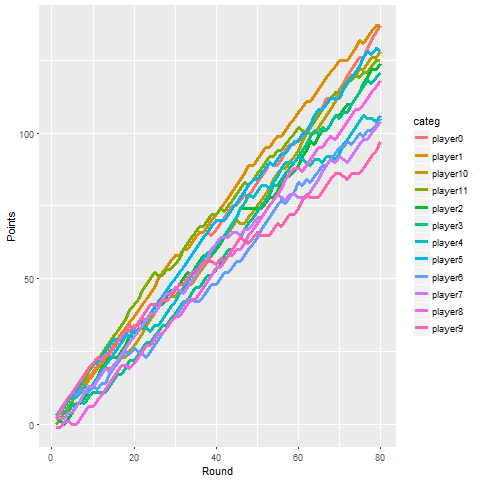 100
50
0
0
20
40
60
80
Round
Points
categ
player0
player1
player10
player11
player2
player3
player4
player5
player6
player7
player8
player9